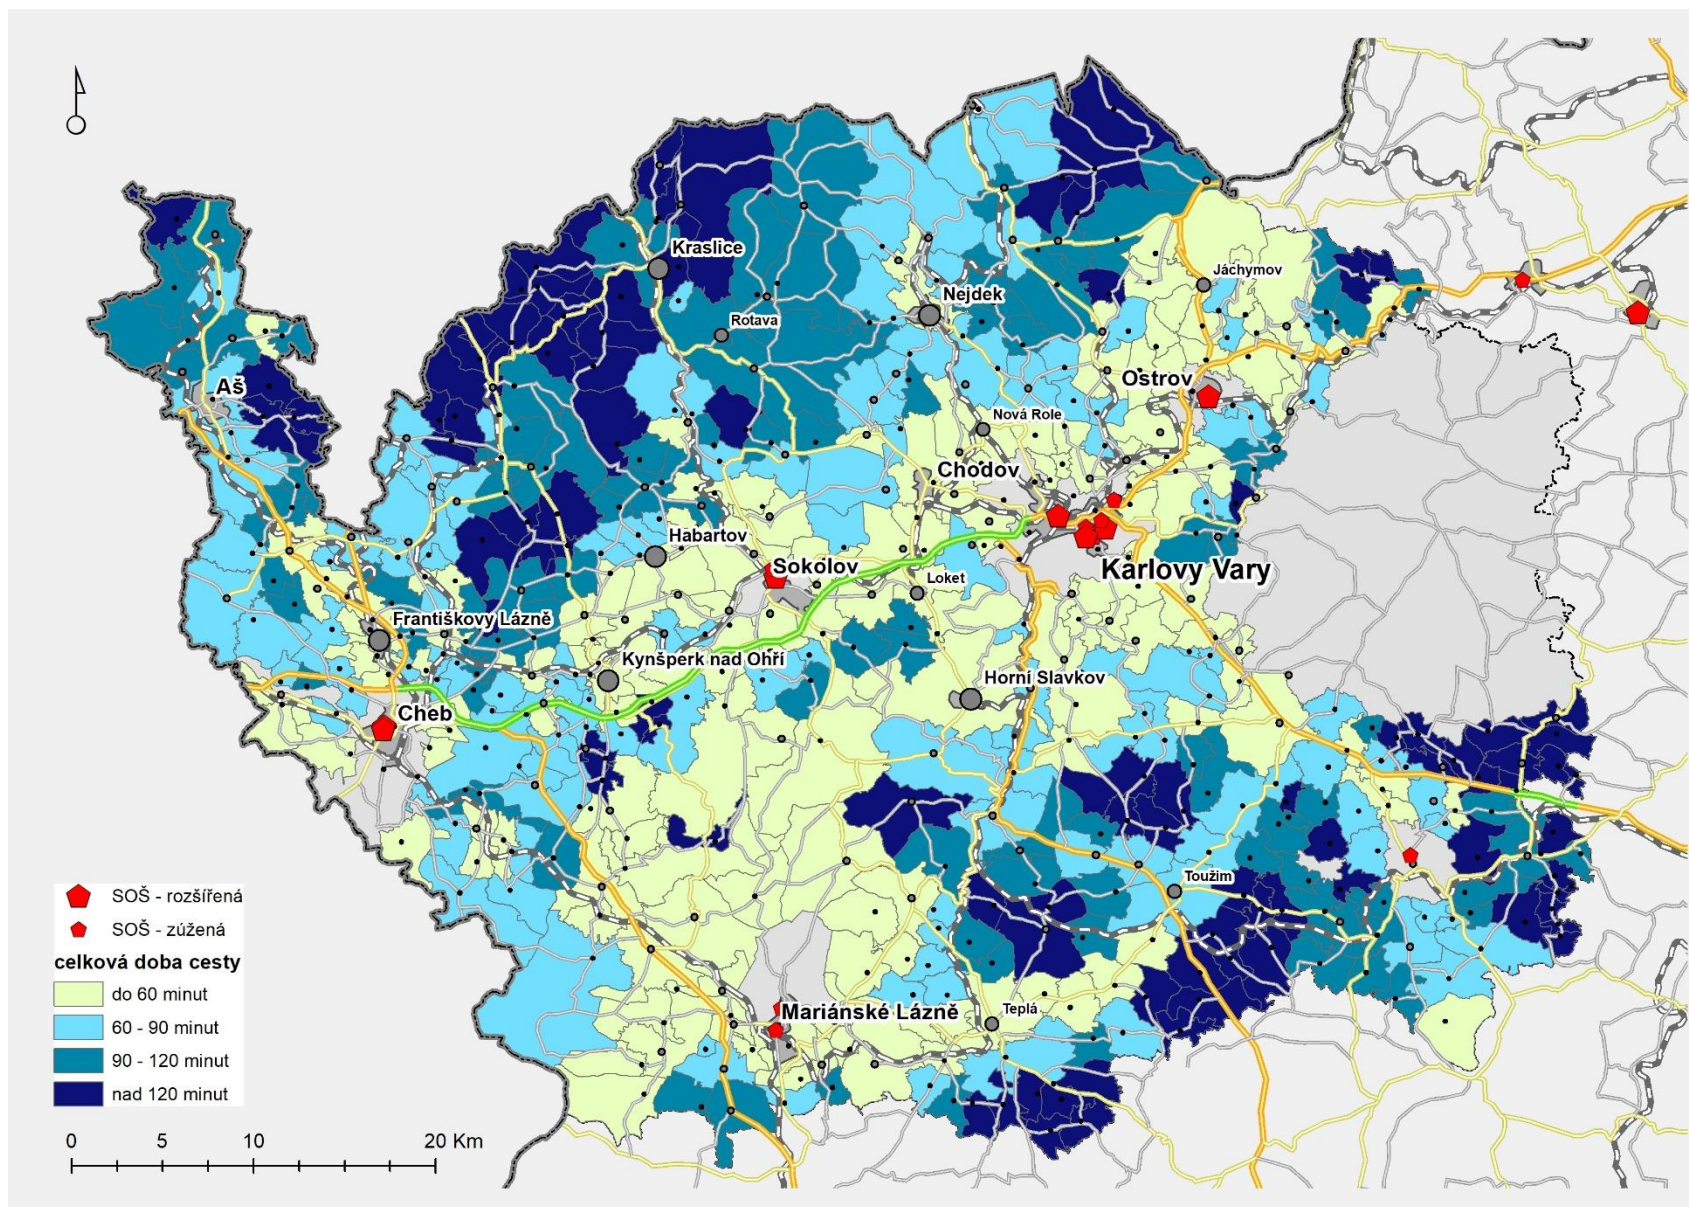 Kraslice
Jáchymov
Nejdek
Rotava
Aš
Ostrov
Nová Role
Chodov
Habartov
Sokolov
Karlovy Vary
Loket
Františkovy Lázně
Kynšperk nad Ohří
Horní Slavkov
Cheb
Toužim
Mariánské Lázně
Teplá
SOŠ - rozšířená
SOŠ - zúžená
celková doba cesty
do 60 minut
60 - 90 minut
90 - 120 minut
nad 120 minut
0 5 10 20 Km